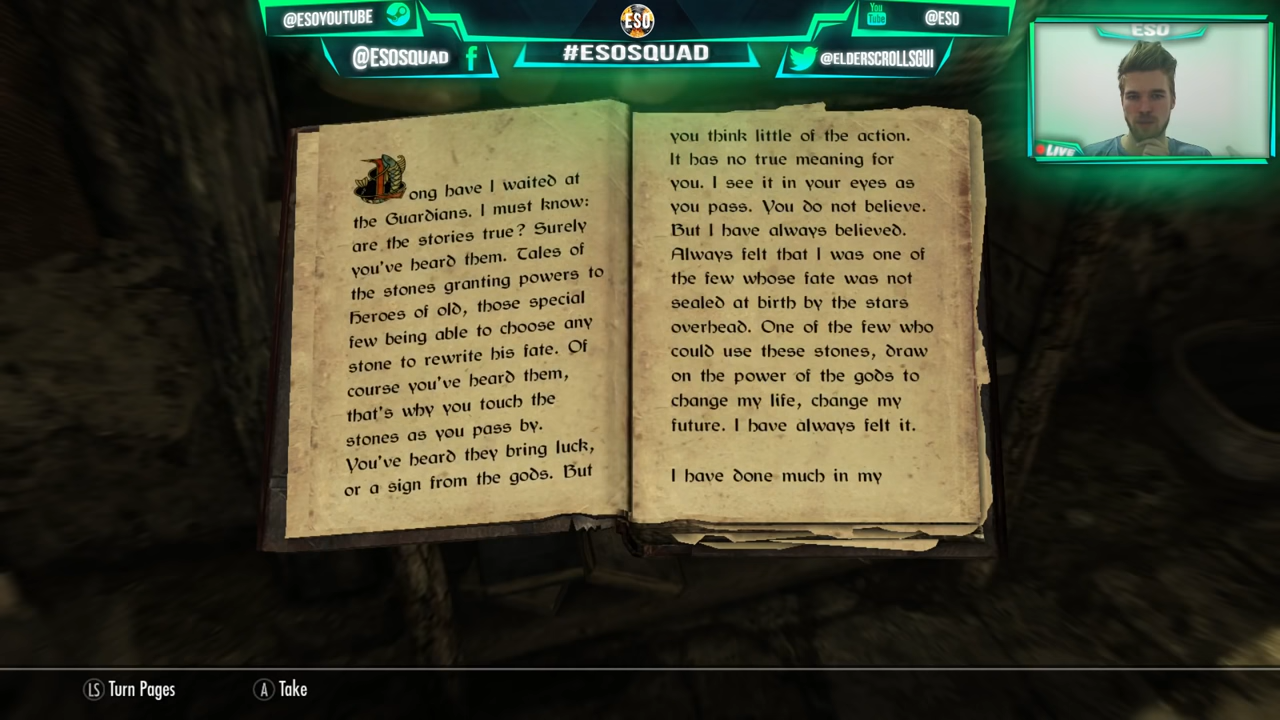 @ESOYOUTUBE
ESO
You
Tube
@ESO
@ESOSQUAD
#ESOSQUAD
@ELDERSCROLLSGUI
ESO
LIVE
Long have I waited at
the Guardians. I must know:
are the stories true? Surely
you've heard them. Tales of
the stones granting powers to
heroes of old, those special
few being able to choose any
stone to rewrite his fate. Of
course you've heard them,
that's why you touch the
stones as you pass by.
You've heard they bring luck,
or a sign from the gods. But
you think little of the action.
It has no true meaning for
you. I see it in your eyes as
you pass. You do not believe.
But I have always believed.
Always felt that I was one of
the few whose fate was not
sealed at birth by the stars
overhead. One of the few who
could use these stones, draw
on the power of the gods to
change my life, change my
future. I have always felt it.
I have done much in my
LS Turn Pages
A Take